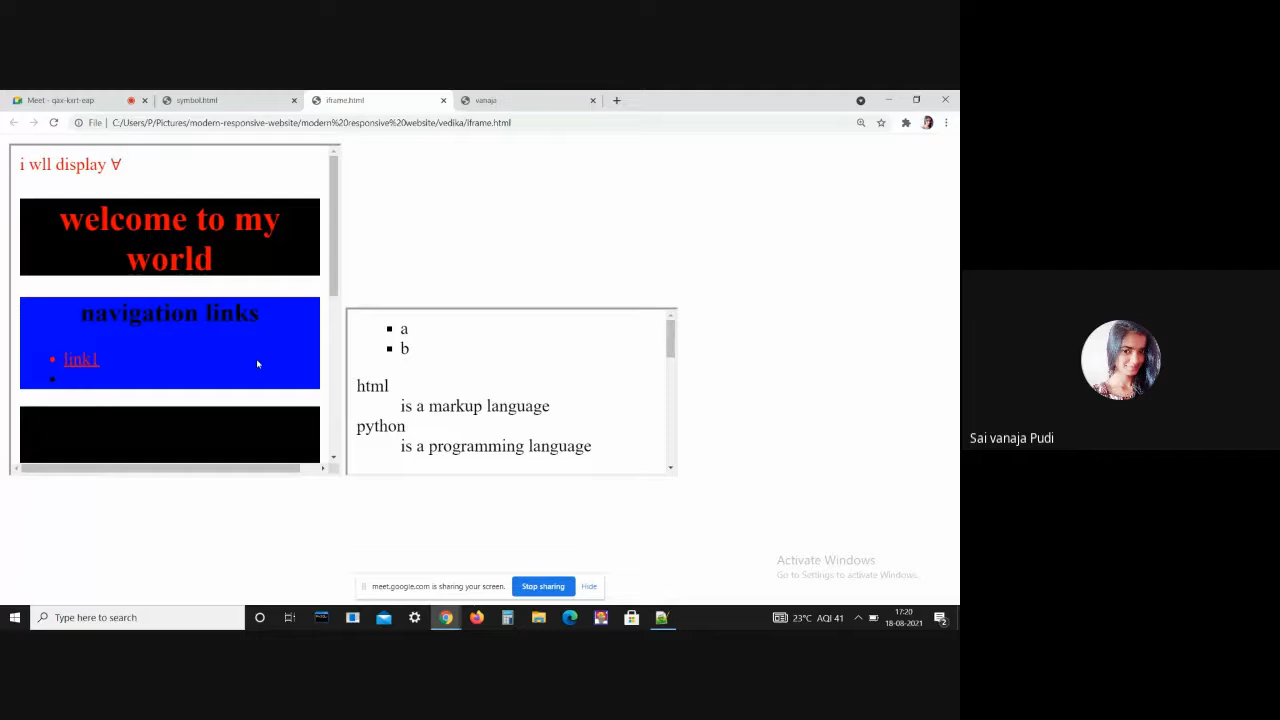 Meet - qax-kxrt-eap
symbol.html
iframe.html
vanaja
File
C:/Users/P/Pictures/modern-responsive-website/modern%20responsive%20website/vedika/iframe.html
i wll display ∀
welcome to my
world
navigation links
link1
a
b
html
is a markup language
python
is a programming language
Sai vanaja Pudi
Activate Windows
Go to Settings to activate Windows.
meet.google.com is sharing your screen.
Stop sharing
Hide
Type here to search
23°C AQI 41
17:20
18-08-2021
2